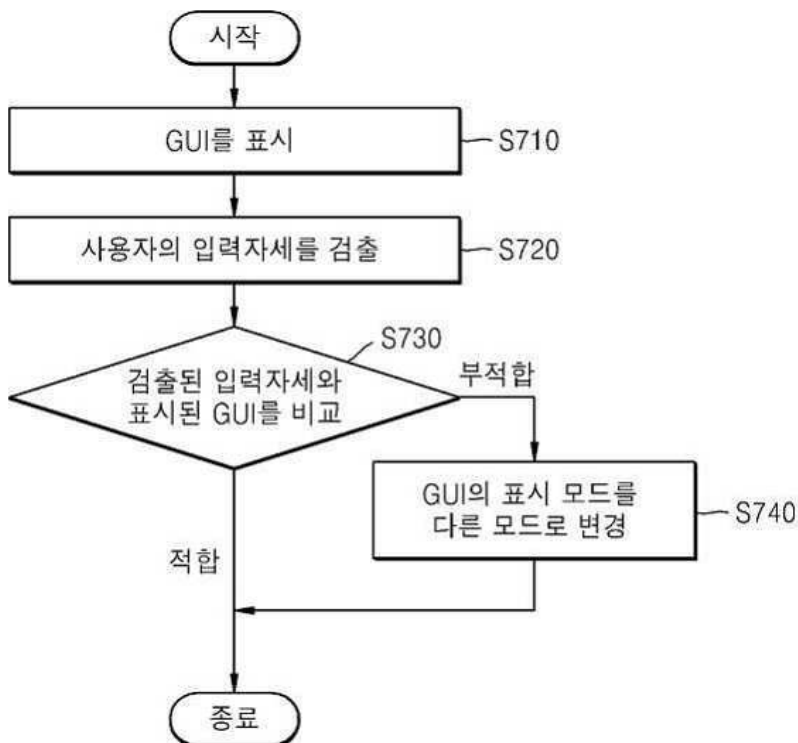 시작
GUI를 표시
S710
사용자의 입력자세를 검출
S720
S730
검출된 입력자세와
표시된 GUI를 비교
부적합
GUI의 표시 모드를
다른 모드로 변경
S740
적합
종료